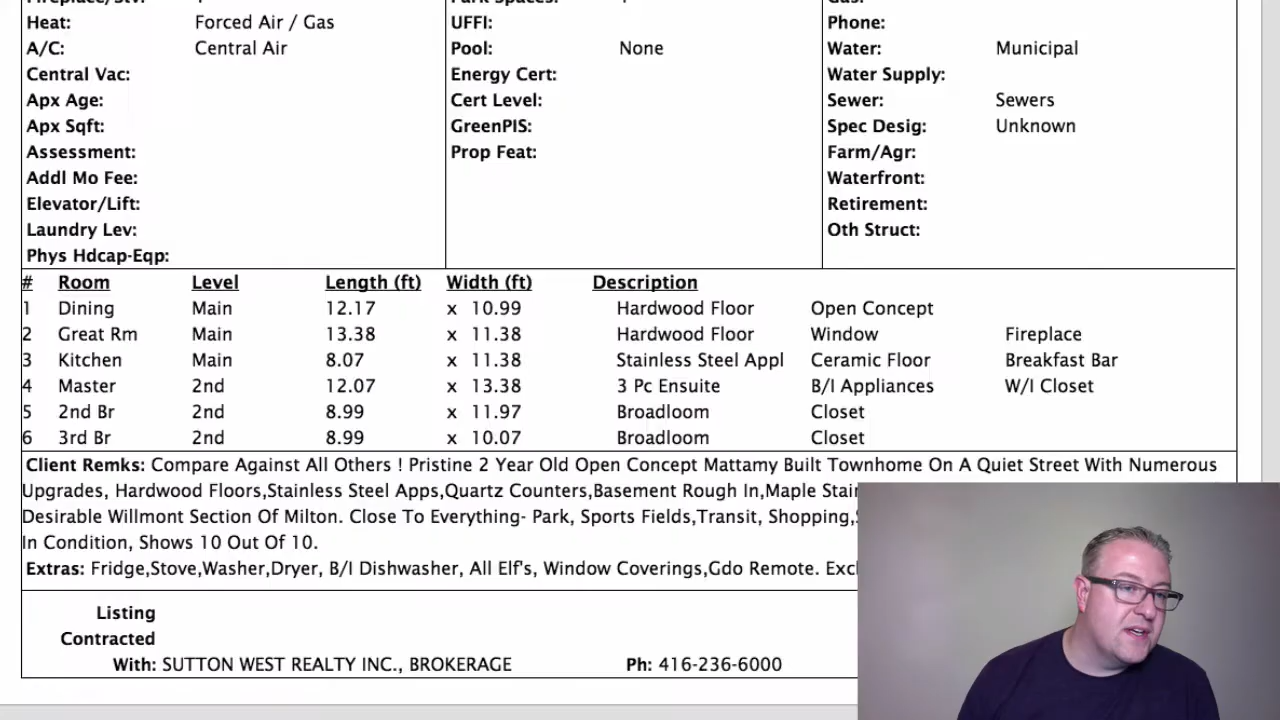 Heat: Forced Air / Gas UFFI: Phone:
A/C: Central Air Pool: None Water: Municipal
Central Vac: Energy Cert: Water Supply:
Apx Age: Cert Level: Sewer: Sewers
Apx Sqft: GreenPIS: Spec Desig: Unknown
Assessment: Prop Feat: Farm/Agr:
Addl Mo Fee: Waterfront:
Elevator/Lift: Retirement:
Laundry Lev: Oth Struct:
Phys Hdcap-Eqp:
# Room Level Length (ft) Width (ft) Description
1 Dining Main 12.17 x 10.99 Hardwood Floor Open Concept
2 Great Rm Main 13.38 x 11.38 Hardwood Floor Window Fireplace
3 Kitchen Main 8.07 x 11.38 Stainless Steel Appl Ceramic Floor Breakfast Bar
4 Master 2nd 12.07 x 13.38 3 Pc Ensuite B/I Appliances W/I Closet
5 2nd Br 2nd 8.99 x 11.97 Broadloom Closet
6 3rd Br 2nd 8.99 x 10.07 Broadloom Closet
Client Remks: Compare Against All Others ! Pristine 2 Year Old Open Concept Mattamy Built Townhome On A Quiet Street With Numerous
Upgrades, Hardwood Floors,Stainless Steel Apps,Quartz Counters,Basement Rough In,Maple
Desirable Willmont Section Of Milton. Close To Everything- Park, Sports Fields,Transit, Shopping,
In Condition, Shows 10 Out Of 10.
Extras: Fridge,Stove,Washer,Dryer, B/I Dishwasher, All Elf's, Window Coverings,Gdo Remote.
Listing
Contracted
With: SUTTON WEST REALTY INC., BROKERAGE Ph: 416-236-6000